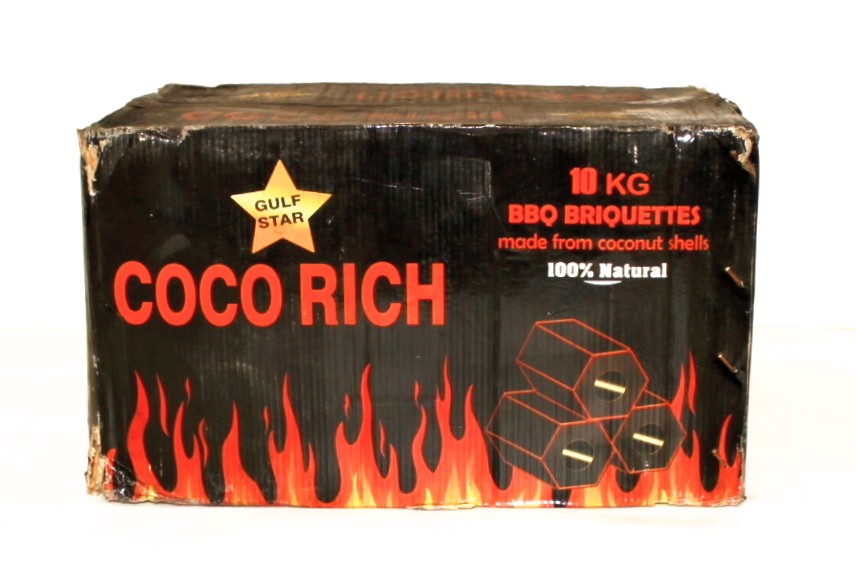 GULF
STAR
COCO RICH
10 KG
BBQ BRIQUETTES
made from coconut shells
100% Natural